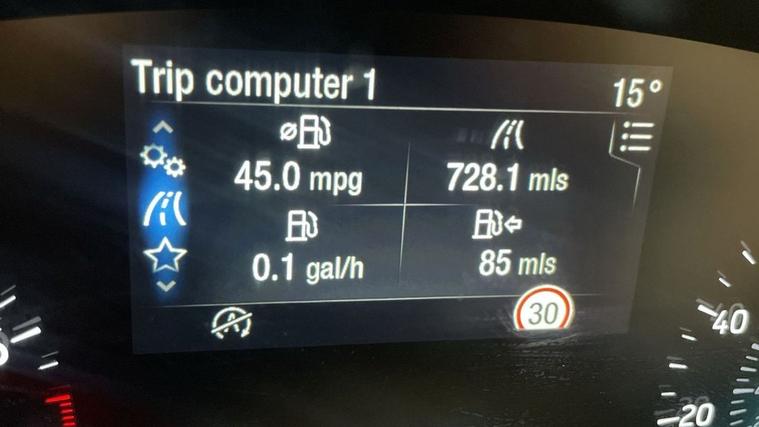 Trip computer 1
15°
45.0 mpg
728.1 mls
0.1 gal/h
85 mls
A
30
40
20